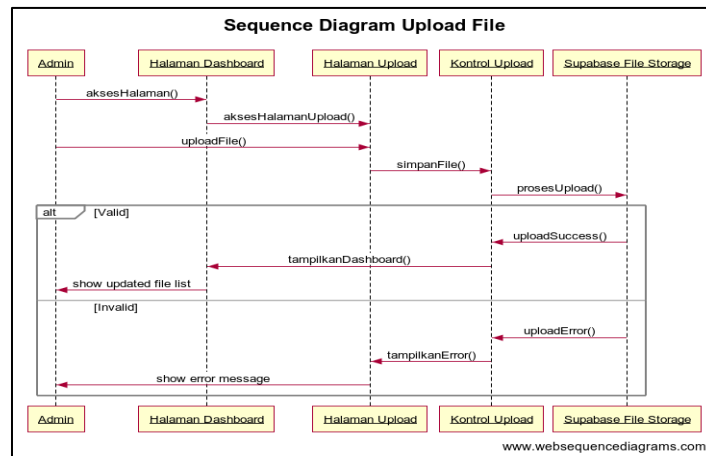 Sequence Diagram Upload File
Admin
Halaman Dashboard
Halaman Upload
Kontrol Upload
Supabase File Storage
aksesHalaman()
aksesHalamanUpload()
uploadFile()
simpanFile()
prosesUpload()
alt
[Valid]
uploadSuccess()
tampilkanDashboard()
show updated file list
[Invalid]
uploadError()
tampilkanError()
show error message
Admin
Halaman Dashboard
Halaman Upload
Kontrol Upload
Supabase File Storage
www.websequencediagrams.com